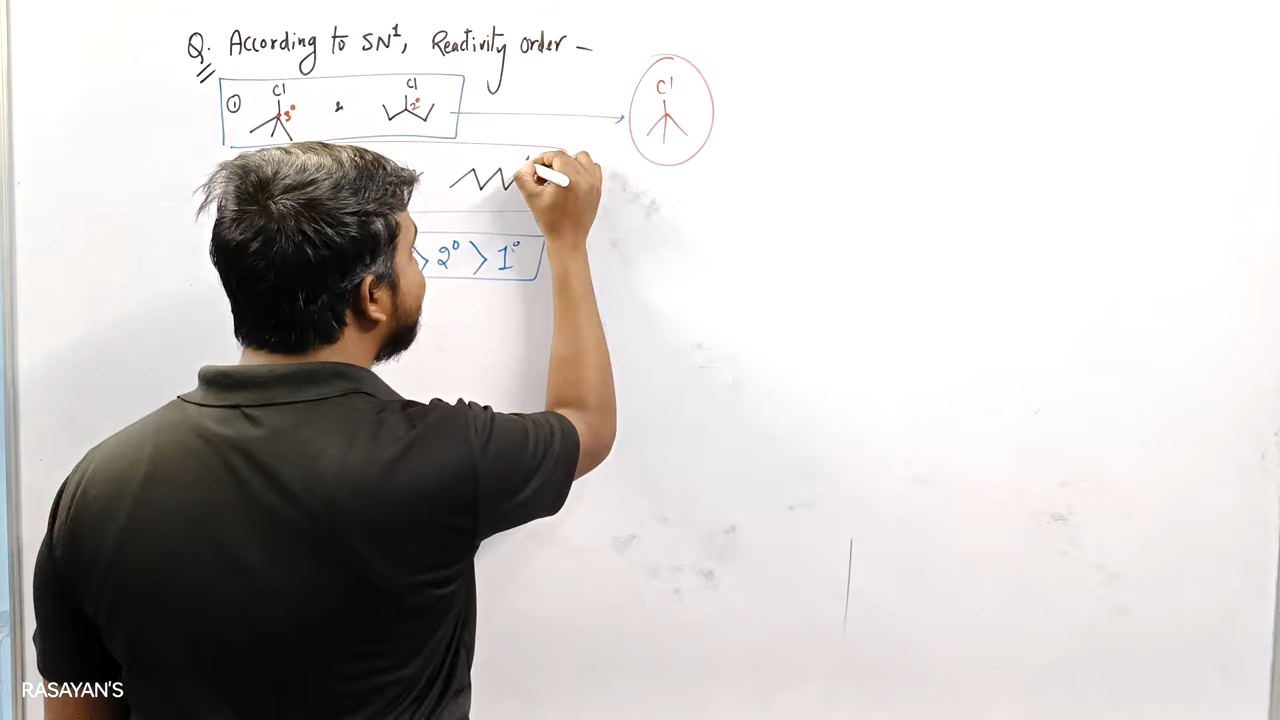 Q. According to SN¹, Reactivity order –
Cl Cl Cl
① 3° & 2°
> 2° > 1°
RASAYAN'S